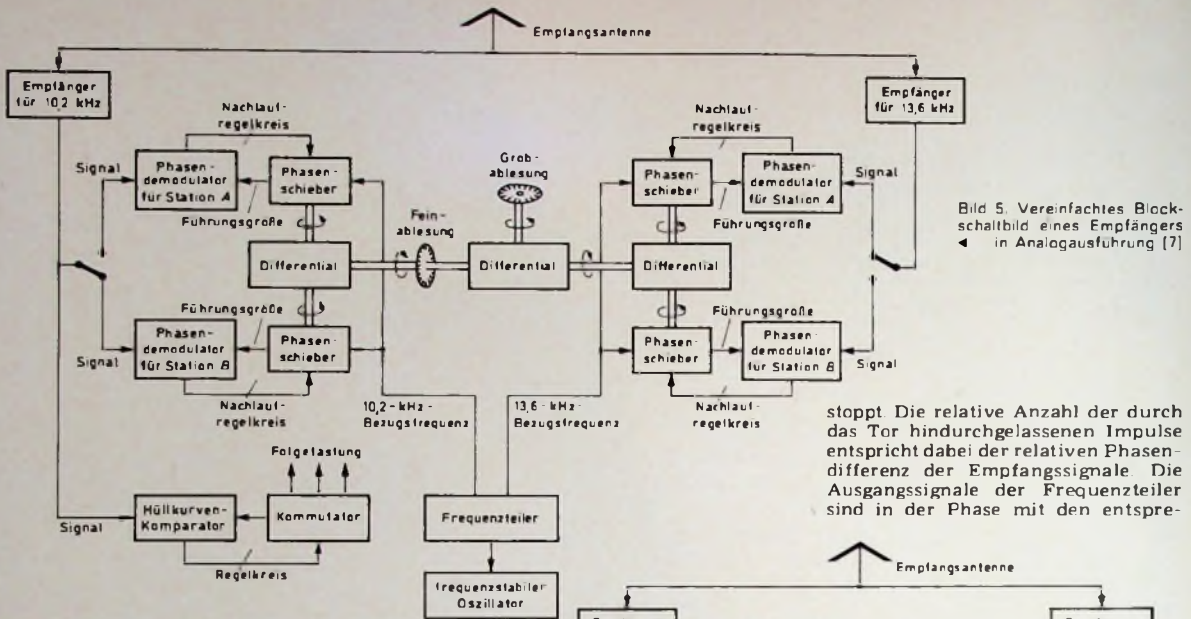 Empfangsantenne
Empfänger
für 10,2 kHz
Empfänger
für 13,6 kHz
Nachlauf-
regelkreis
Signal
Phasen-
demodulator
für Station A
Phasen-
schieber
Führungsgröße
Differential
Fein-
ablesung
Grob-
ablesung
Differential
Nachlauf-
regelkreis
Phasen-
schieber
Phasen-
demodulator
für Station A
Signal
Führungsgröße
Differential
Führungsgröße
Phasen-
demodulator
für Station B
Phasen-
schieber
Signal
Nachlauf-
regelkreis
Führungsgröße
Phasen-
schieber
Phasen-
demodulator
für Station B
Signal
Nachlauf-
regelkreis
10,2-kHz-
Bezugsfrequenz
13,6-kHz-
Bezugsfrequenz
Folgetastung
Signal
Hüllkurven-
Komparator
Kommutator
Regelkreis
Frequenzteiler
frequenzstabiler
Oszillator
Bild 5. Vereinfachtes Block-
schaltbild eines Empfängers
◄ in Analogausführung [7]
stoppt. Die relative Anzahl der durch
das Tor hindurchgelassenen Impulse
entspricht dabei der relativen Phasen-
differenz der Empfangssignale. Die
Ausgangssignale der Frequenzteiler
sind in der Phase mit den entspre-
Empfangsantenne